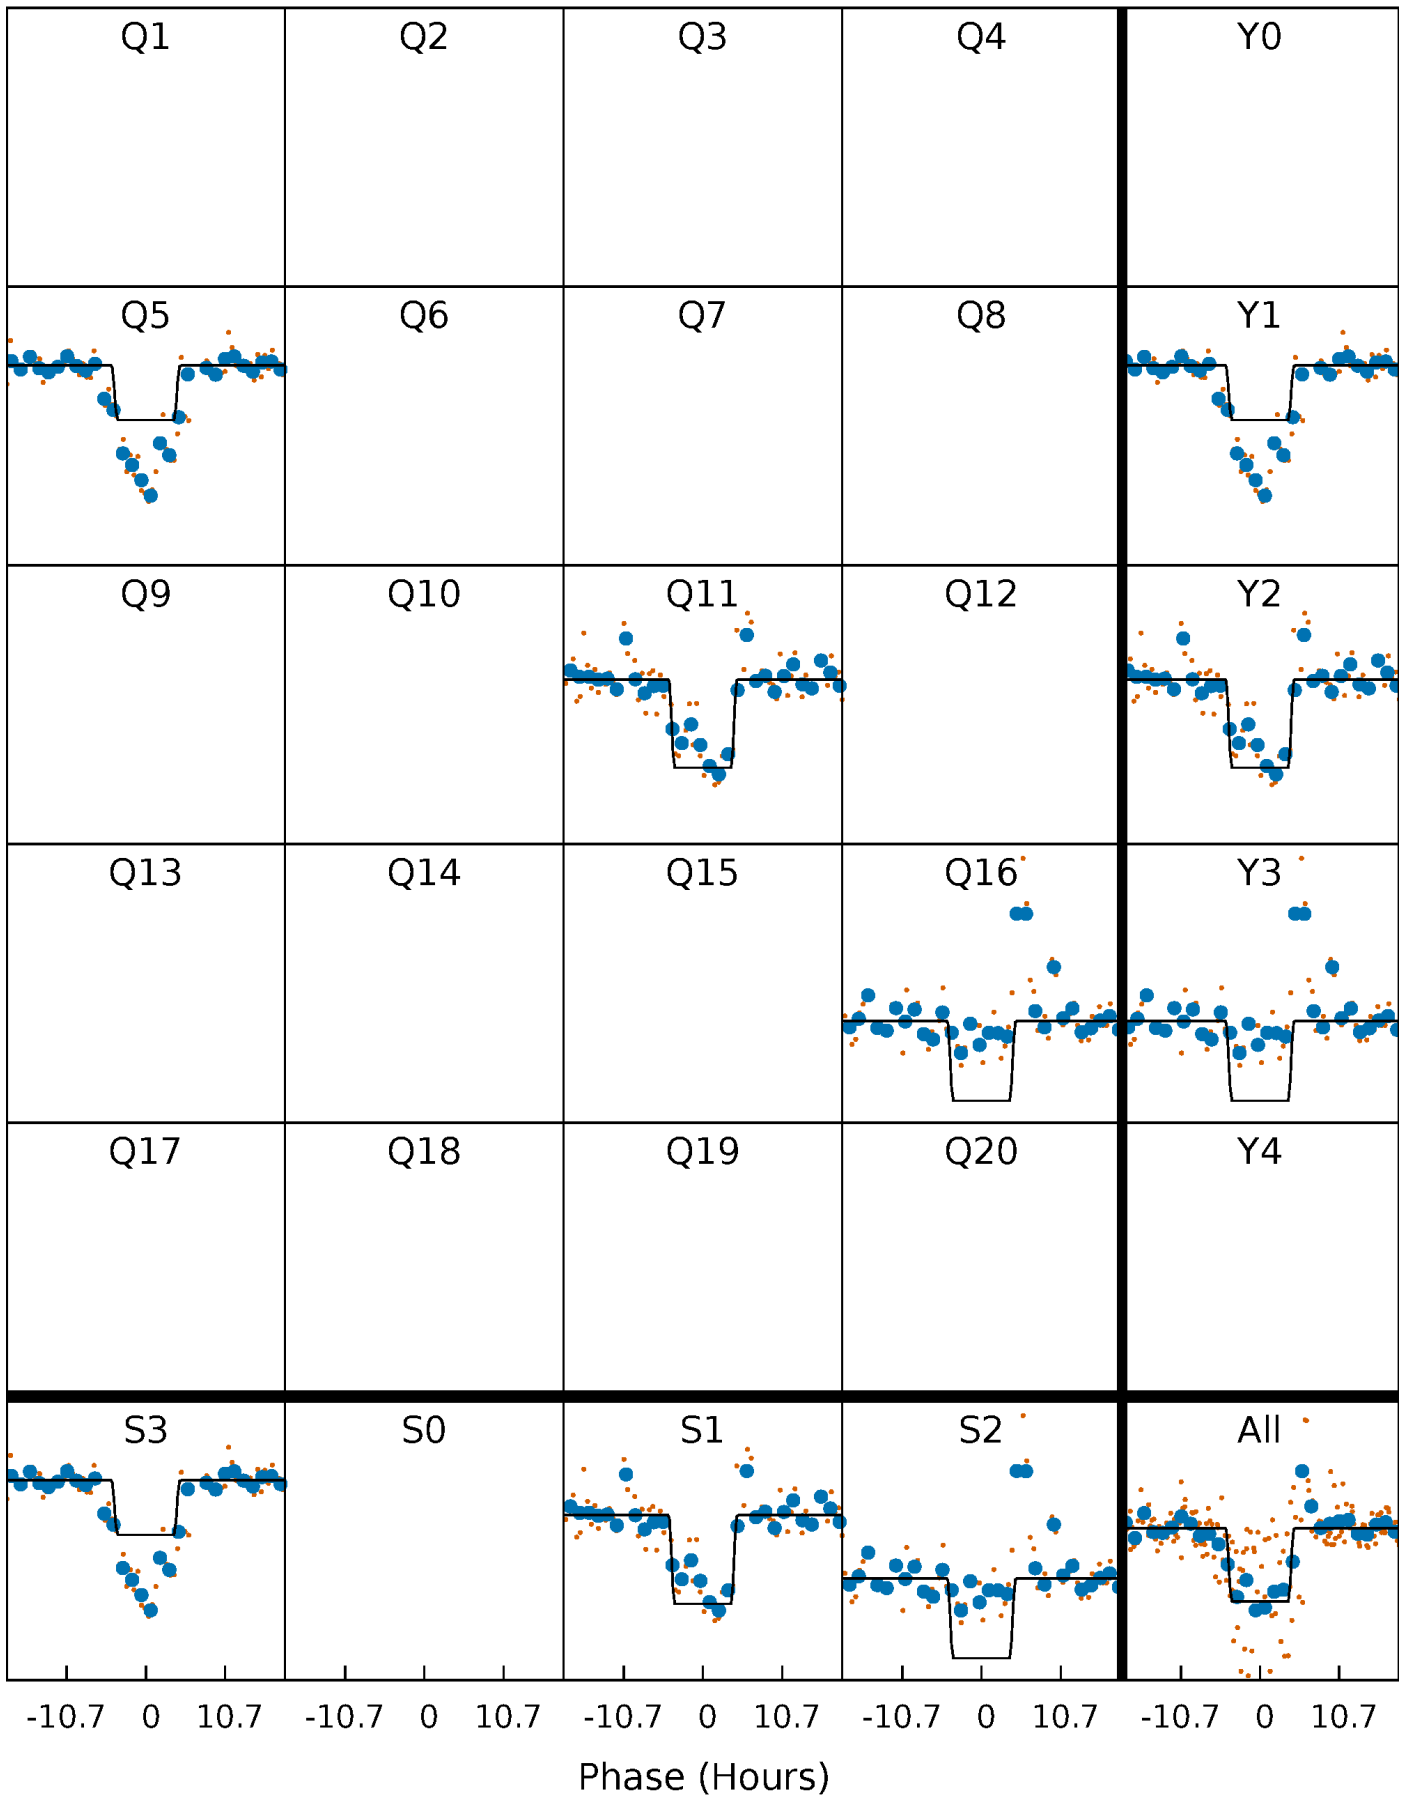 Q1 Q2 Q3 Q4 Y0
Q5 Q6 Q7 Q8 Y1
Q9 Q10 Q11 Q12 Y2
Q13 Q14 Q15 Q16 Y3
Q17 Q18 Q19 Q20 Y4
S3 S0 S1 S2 All
-10.7 0 10.7 -10.7 0 10.7 -10.7 0 10.7 -10.7 0 10.7 -10.7 0 10.7
Phase (Hours)